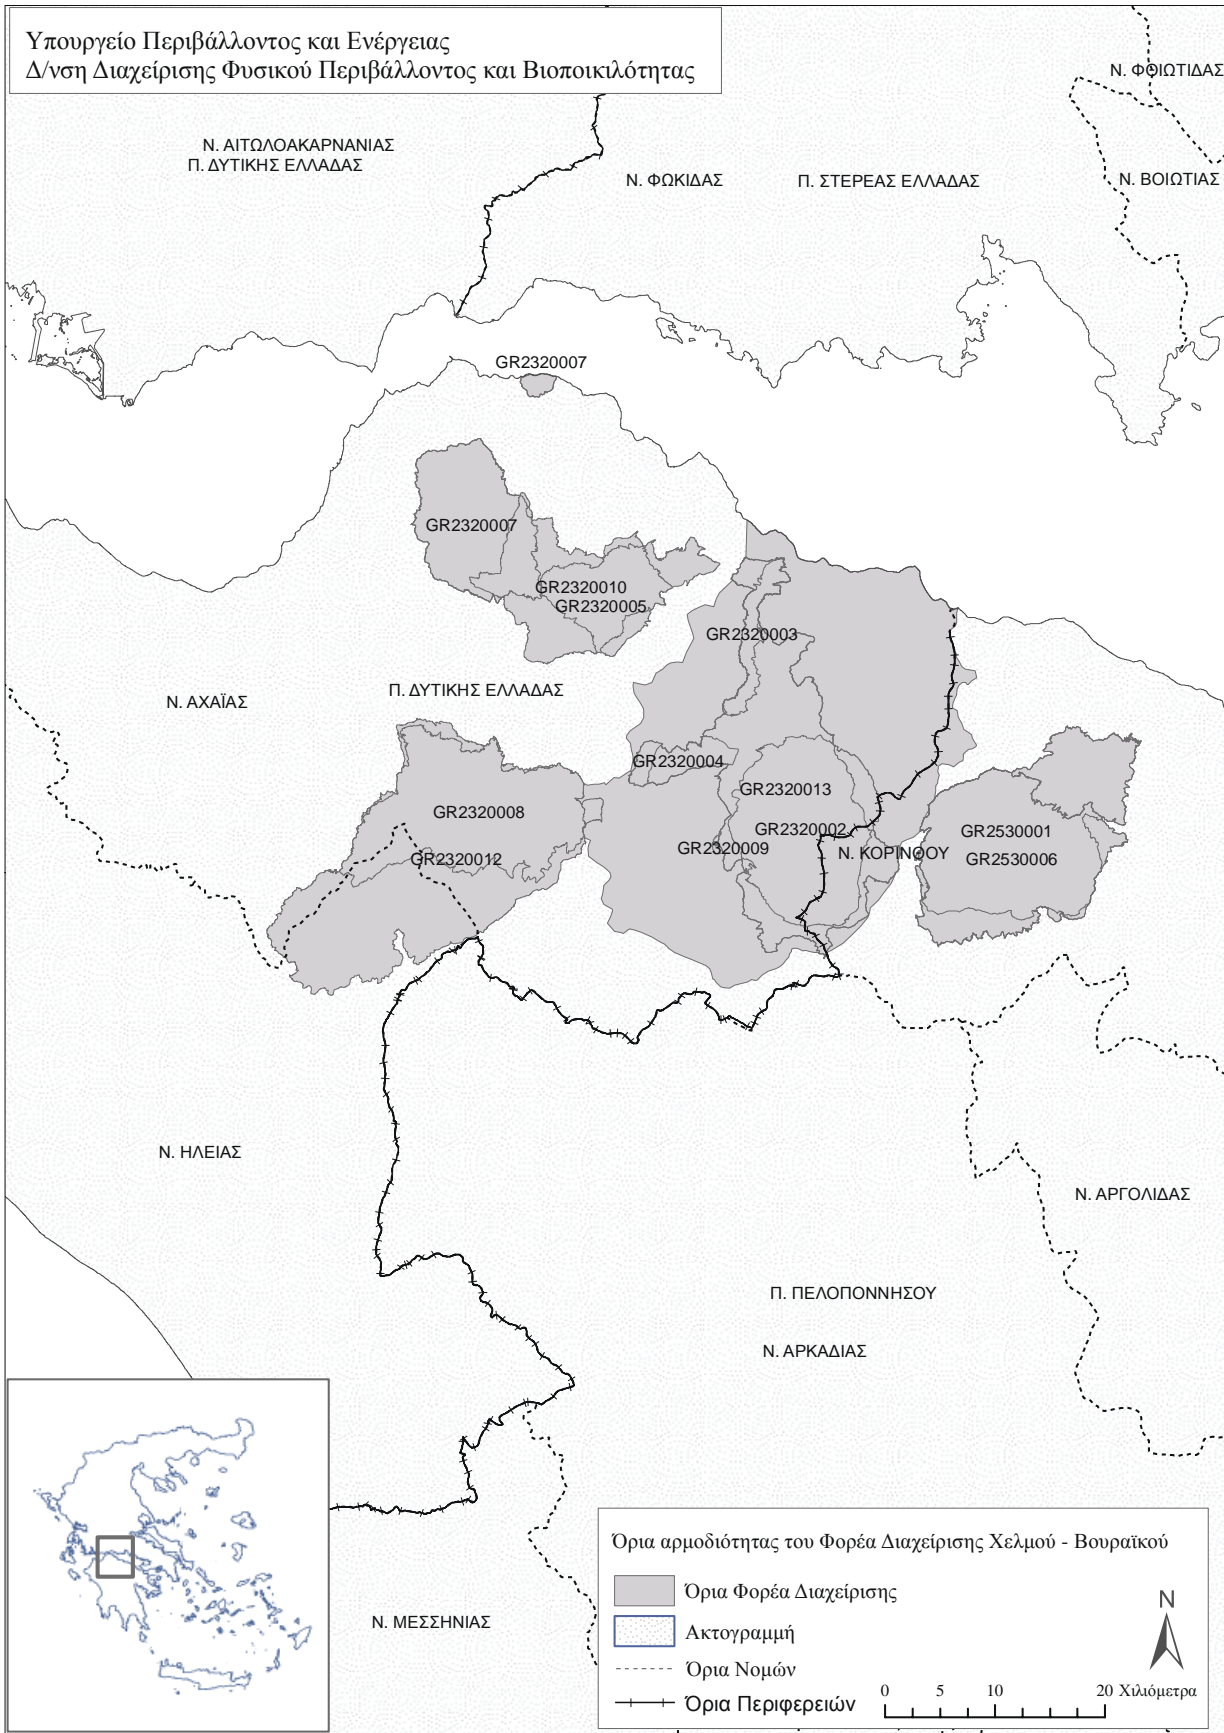 Υπουργείο Περιβάλλοντος και Ενέργειας
Δ/νση Διαχείρισης Φυσικού Περιβάλλοντος και Βιοποικιλότητας
Ν. ΦΘΙΩΤΙΔΑΣ
Ν. ΑΙΤΩΛΟΑΚΑΡΝΑΝΙΑΣ
Π. ΔΥΤΙΚΗΣ ΕΛΛΑΔΑΣ
Ν. ΦΩΚΙΔΑΣ
Π. ΣΤΕΡΕΑΣ ΕΛΛΑΔΑΣ
Ν. ΒΟΙΩΤΙΑΣ
GR2320007
GR2320007
GR2320010
GR2320005
GR2320003
Π. ΔΥΤΙΚΗΣ ΕΛΛΑΔΑΣ
Ν. ΑΧΑΪΑΣ
GR2320004
GR2320013
GR2320008
GR2320002
GR2530001
GR2320009
Ν. ΚΟΡΙΝΘΟΥ
GR2320012
GR2530006
Ν. ΗΛΕΙΑΣ
Ν. ΑΡΓΟΛΙΔΑΣ
Π. ΠΕΛΟΠΟΝΝΗΣΟΥ
Ν. ΑΡΚΑΔΙΑΣ
Ν. ΜΕΣΣΗΝΙΑΣ
Όρια αρμοδιότητας του Φορέα Διαχείρισης Χελμού - Βουραϊκού
Όρια Φορέα Διαχείρισης
Ακτογραμμή
Όρια Νομών
Όρια Περιφερειών
N
0 5 10 20 Χιλιόμετρα